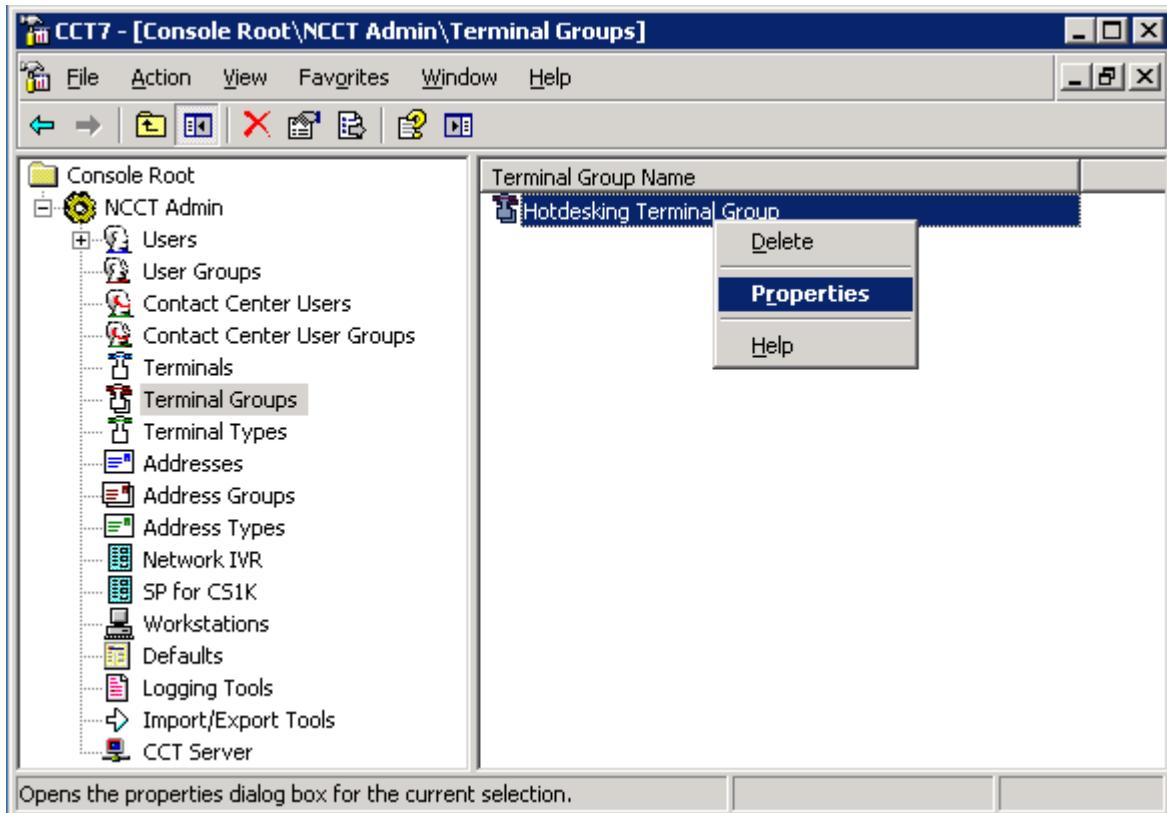 CCT7 - [Console Root\NCCT Admin\Terminal Groups]
File Action View Favorites Window Help
Console Root
NCCT Admin
Users
User Groups
Contact Center Users
Contact Center User Groups
Terminals
Terminal Groups
Terminal Types
Addresses
Address Groups
Address Types
Network IVR
SP for CS1K
Workstations
Defaults
Logging Tools
Import/Export Tools
CCT Server
Terminal Group Name
Hotdesking Terminal Group
Delete
Properties
Help
Opens the properties dialog box for the current selection.